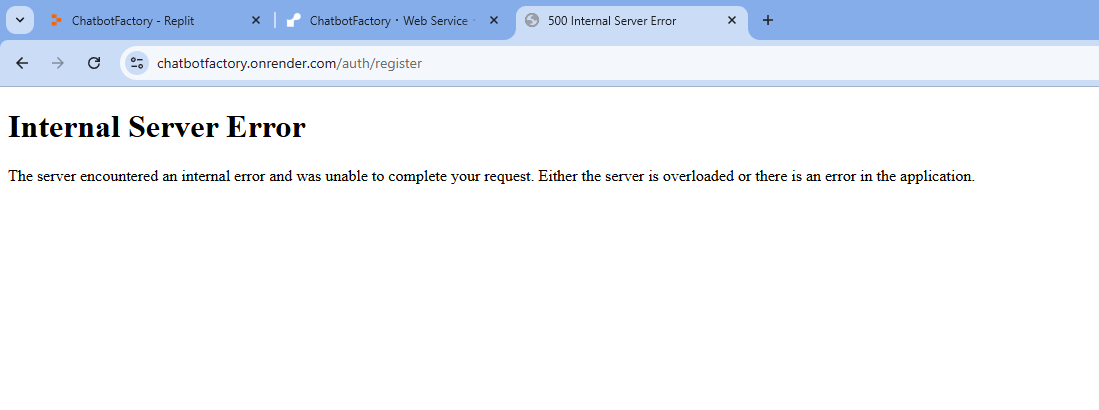 ChatbotFactory - Replit
ChatbotFactory · Web Service ·
500 Internal Server Error
chatbotfactory.onrender.com/auth/register
Internal Server Error
The server encountered an internal error and was unable to complete your request. Either the server is overloaded or there is an error in the application.